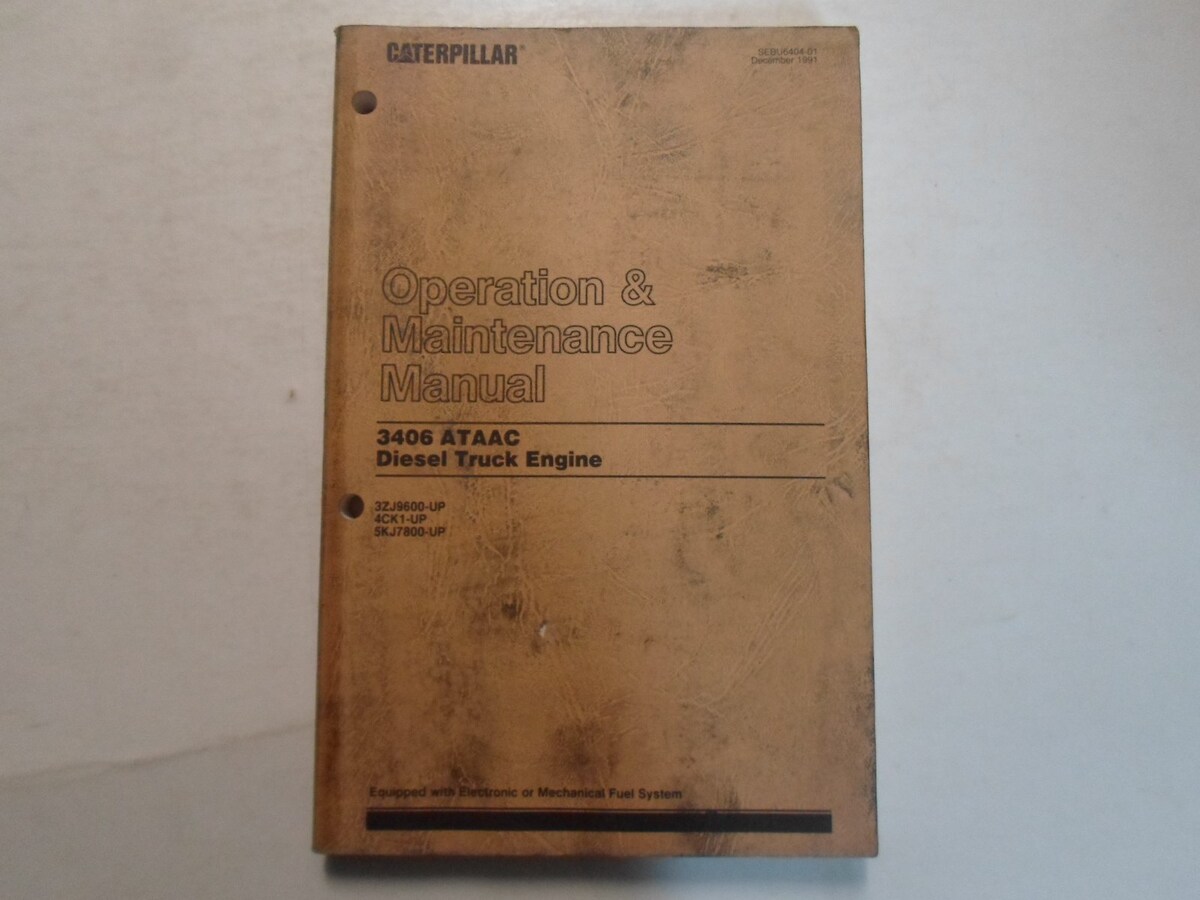 CATERPILLAR®
SEBU6404-01
December 1991
Operation &
Maintenance
Manual
3406 ATAAC
Diesel Truck Engine
3ZJ9600-UP
4CK1-UP
5KJ7800-UP
Equipped with Electronic or Mechanical Fuel System